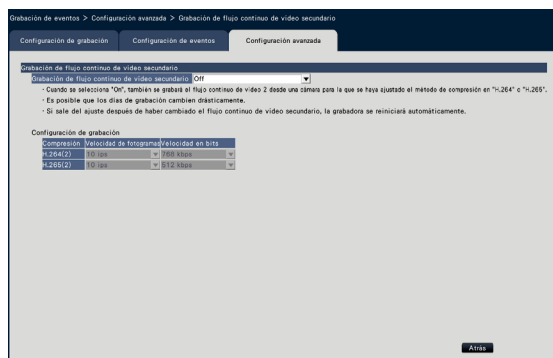 Grabación de eventos > Configuración avanzada > Grabación de flujo continuo de vídeo secundario
Configuración de grabación
Configuración de eventos
Configuración avanzada
Grabación de flujo continuo de vídeo secundario
Grabación de flujo continuo de vídeo secundario Off
· Cuando se selecciona "On", también se grabará el flujo continuo de vídeo 2 desde una cámara para la que se haya ajustado el método de compresión en "H.264" o "H.265".
· Es posible que los días de grabación cambien drásticamente.
· Si sale del ajuste después de haber cambiado el flujo continuo de vídeo secundario, la grabadora se reiniciará automáticamente.
Configuración de grabación
Compresión Velocidad de fotogramas Velocidad en bits
H.264(2) 10 ips 768 kbps
H.265(2) 10 ips 512 kbps
Atrás